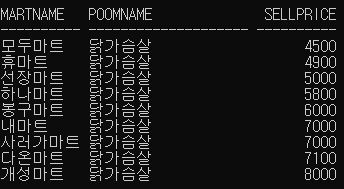 MARTNAME POOMNAME SELLPRICE
---------- -------------------- ----------
모두마트 닭가슴살 4500
휴마트 닭가슴살 4900
선장마트 닭가슴살 5000
하나마트 닭가슴살 5800
봉구마트 닭가슴살 6000
내마트 닭가슴살 7000
사러가마트 닭가슴살 7000
다온마트 닭가슴살 7100
개성마트 닭가슴살 8000